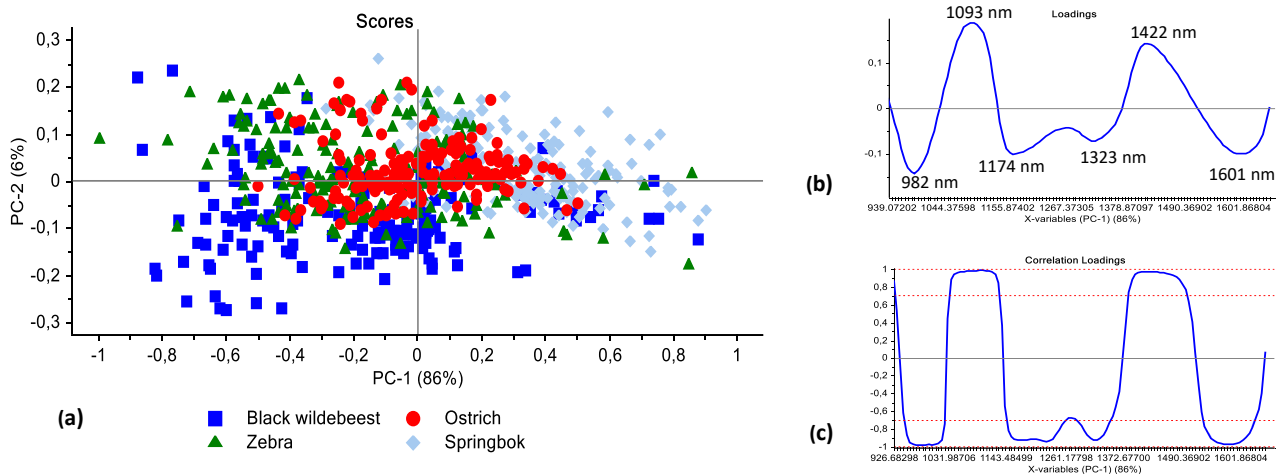 Scores
0,3
0,2
0,1
0
-0,1
-0,2
-0,3
PC-2 (6%)
-1 -0,8 -0,6 -0,4 -0,2 0 0,2 0,4 0,6 0,8 1
PC-1 (86%)
(a)
Black wildebeest Ostrich
Zebra Springbok
1093 nm
Loadings
1422 nm
0,1
0
-0,1
982 nm
1174 nm
1323 nm
1601 nm
939.07202 1044.37598 1155.87402 1267.37305 1378.87097 1490.36902 1601.86804
X-variables (PC-1) (86%)
(b)
Correlation Loadings
1
0,8
0,6
0,4
0,2
0
-0,2
-0,4
-0,6
-0,8
-1
926.68298 1031.98706 1143.48499 1261.17798 1372.67700 1490.36902 1601.86804
X-variables (PC-1) (86%)
(c)